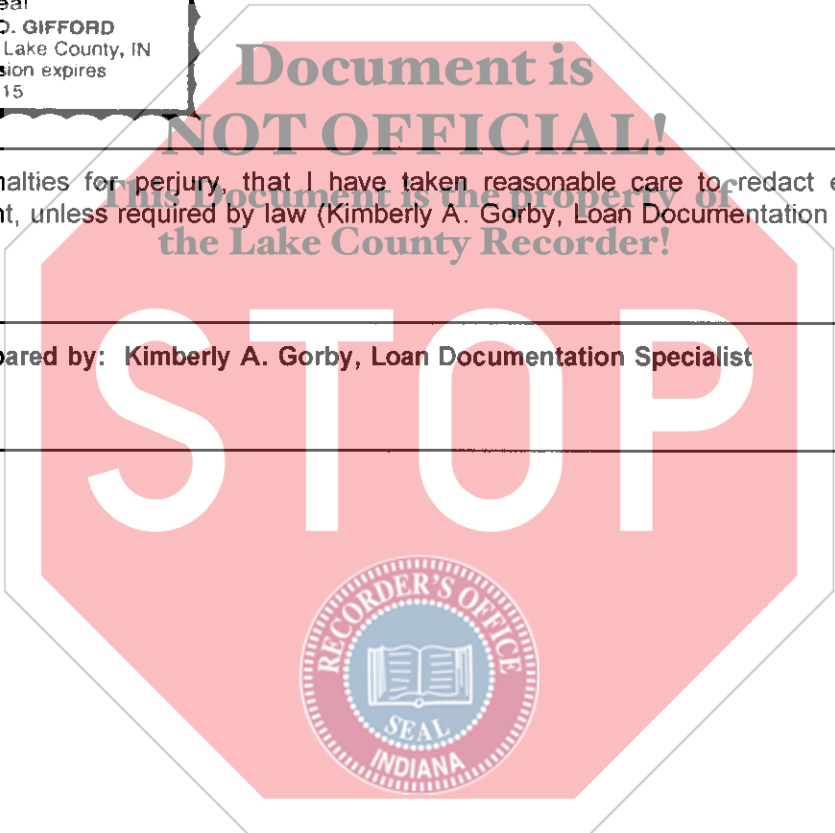 eal
D. GIFFORD
Lake County, IN
sion expires
15
Document is
NOT OFFICIAL!
This Document is the property of
the Lake County Recorder!
nalties for perjury, that I have taken reasonable care to redact e
nt, unless required by law (Kimberly A. Gorby, Loan Documentation
pared by: Kimberly A. Gorby, Loan Documentation Specialist
STOP
RECORDER'S OFFICE
SEAL
INDIANA